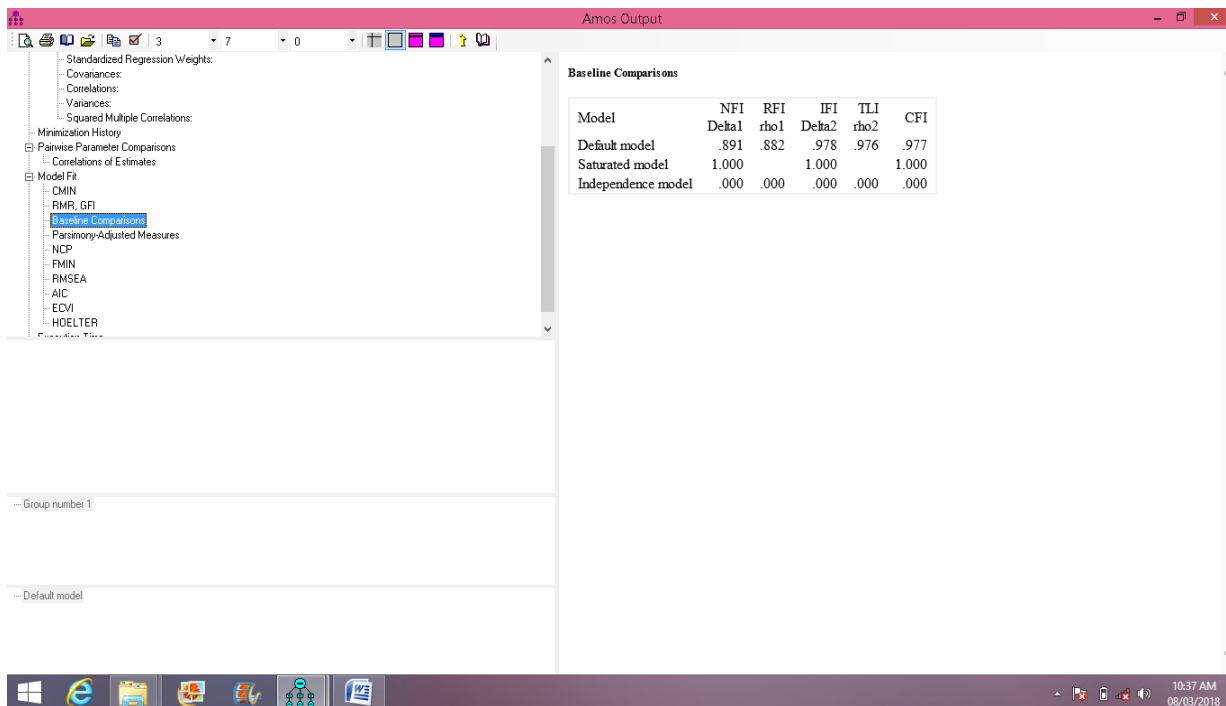 Amos Output
3 7 0
Standardized Regression Weights:
Covariances:
Correlations:
Variances:
Squared Multiple Correlations:
Minimization History
Pairwise Parameter Comparisons
Correlations of Estimates
Model Fit
CMIN
RMR, GFI
Baseline Comparisons
Parsimony-Adjusted Measures
NCP
FMIN
RMSEA
AIC
ECVI
HOELTER
Execution Time
Group number 1
Default model
Baseline Comparisons
Model NFI Delta1 RFI rho1 IFI Delta2 TLI rho2 CFI
Default model .891 .882 .978 .976 .977
Saturated model 1.000 1.000 1.000
Independence model .000 .000 .000 .000 .000
10:37 AM
08/03/2018